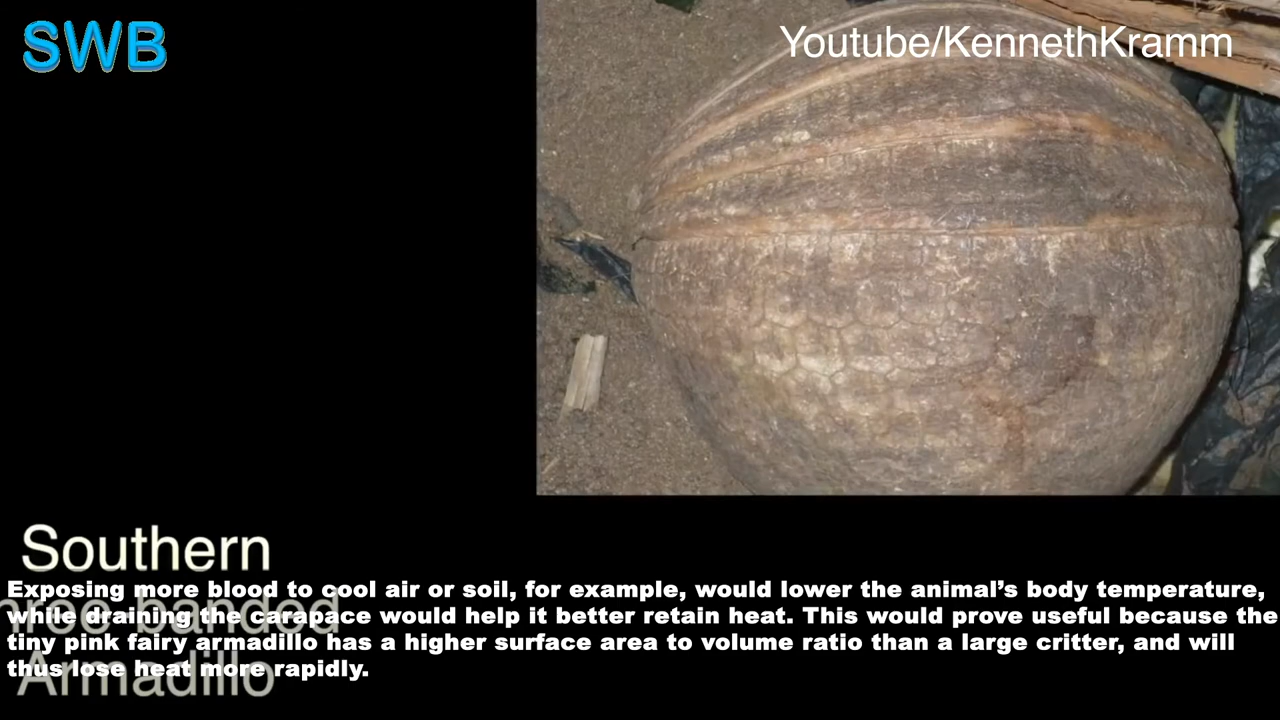 SWB
Youtube/KennethKramm
Southern
three-banded
Armadillo
Exposing more blood to cool air or soil, for example, would lower the animal’s body temperature,
while draining the carapace would help it better retain heat. This would prove useful because the
tiny pink fairy armadillo has a higher surface area to volume ratio than a large critter, and will
thus lose heat more rapidly.